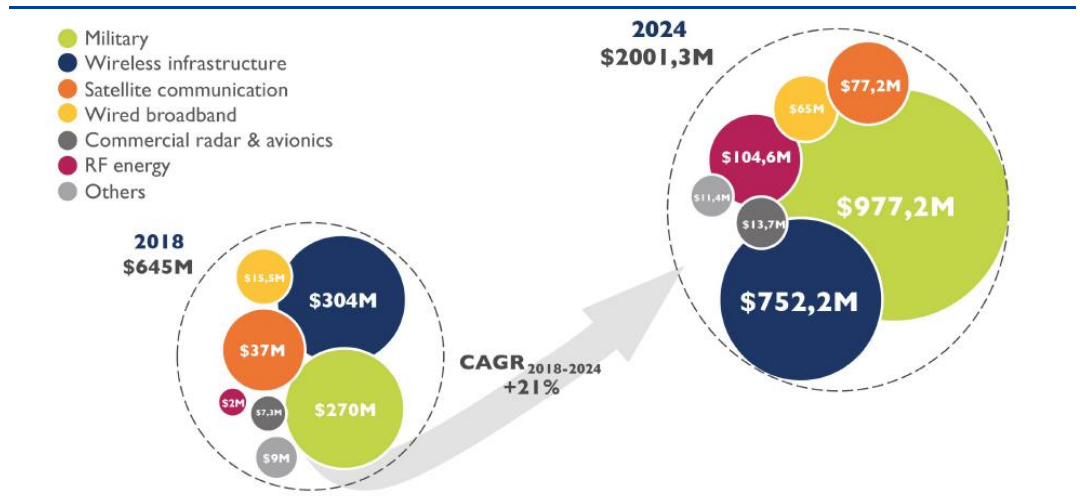 Military
Wireless infrastructure
Satellite communication
Wired broadband
Commercial radar & avionics
RF energy
Others
2018
$645M
$15,5M
$304M
$37M
$2M
$7,3M
$270M
$9M
CAGR2018-2024
+21%
2024
$2001,3M
$77,2M
$65M
$104,6M
$11,4M
$977,2M
$13,7M
$752,2M